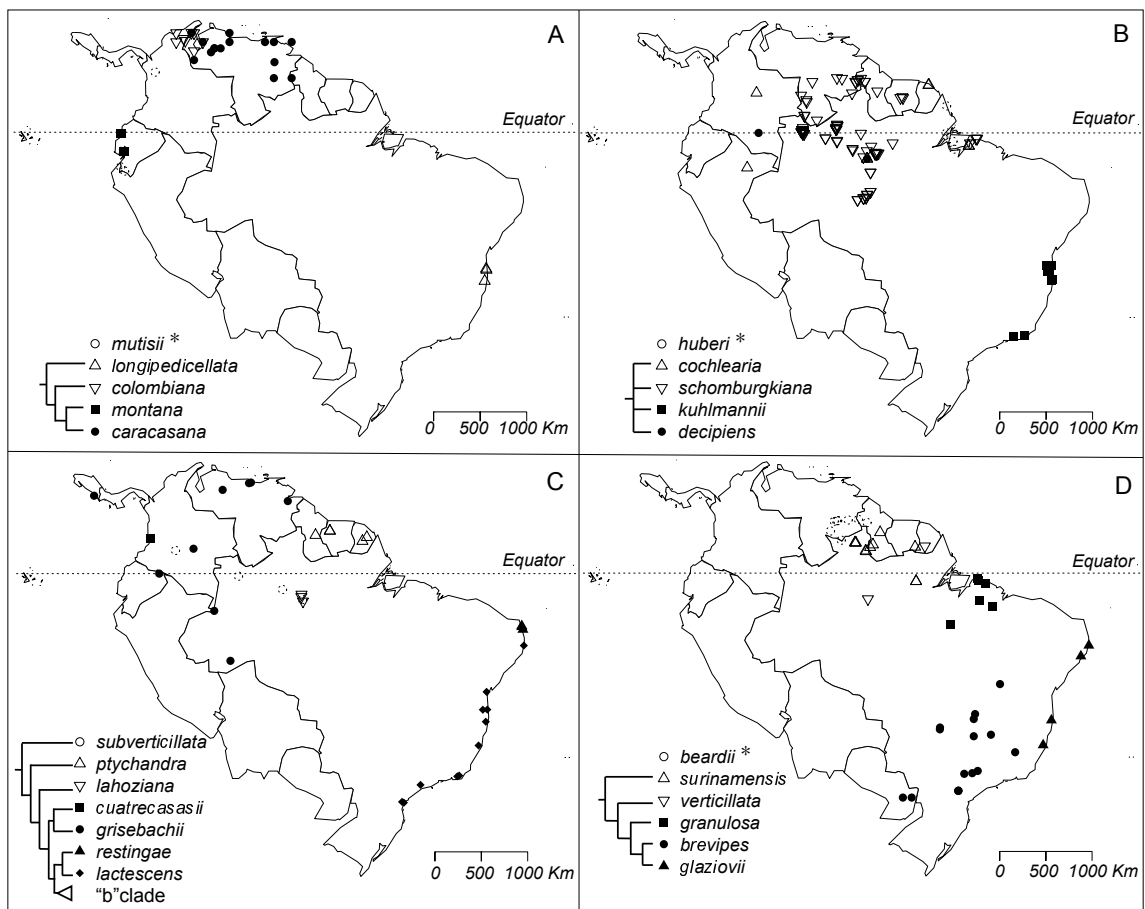 A
Equator
mutisii *
longipedicellata
colombiana
montana
caracasana
0 500 1000 Km
B
Equator
huberi *
cochlearia
schomburgkiana
kuhlmannii
decipiens
0 500 1000 Km
C
Equator
subverticillata
ptychandra
lahoziana
cuatrecasasii
grisebachii
restingae
lactescens
"b"clade
0 500 1000 Km
D
Equator
beardii *
surinamensis
verticillata
granulosa
brevipes
glaziovii
0 500 1000 Km